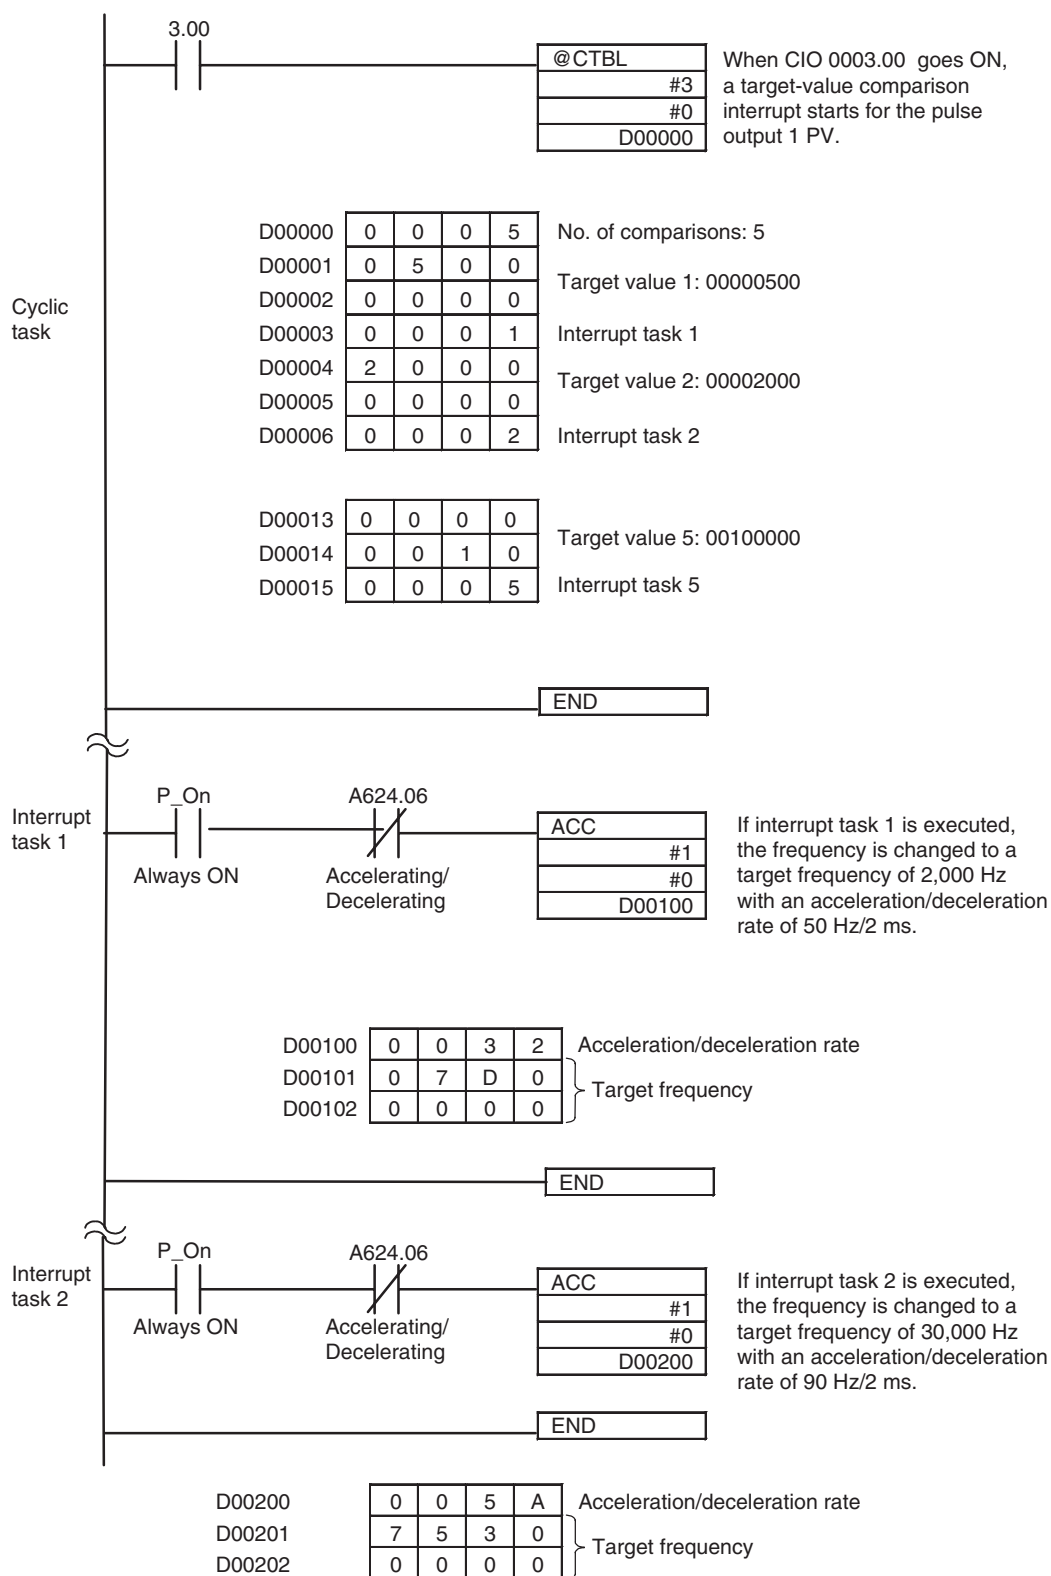 3.00
@CTBL
#3
#0
D00000
When CIO 0003.00 goes ON,
a target-value comparison
interrupt starts for the pulse
output 1 PV.
Cyclic
task
D00000 0 0 0 5 No. of comparisons: 5
D00001 0 5 0 0
Target value 1: 00000500
D00002 0 0 0 0
D00003 0 0 0 1 Interrupt task 1
D00004 2 0 0 0
Target value 2: 00002000
D00005 0 0 0 0
D00006 0 0 0 2 Interrupt task 2
D00013 0 0 0 0
Target value 5: 00100000
D00014 0 0 1 0
D00015 0 0 0 5 Interrupt task 5
END
Interrupt
task 1
P_On
Always ON
A624.06
Accelerating/
Decelerating
ACC
#1
#0
D00100
If interrupt task 1 is executed,
the frequency is changed to a
target frequency of 2,000 Hz
with an acceleration/deceleration
rate of 50 Hz/2 ms.
D00100 0 0 3 2 Acceleration/deceleration rate
D00101 0 7 D 0
Target frequency
D00102 0 0 0 0
END
Interrupt
task 2
P_On
Always ON
A624.06
Accelerating/
Decelerating
ACC
#1
#0
D00200
If interrupt task 2 is executed,
the frequency is changed to a
target frequency of 30,000 Hz
with an acceleration/deceleration
rate of 90 Hz/2 ms.
END
D00200 0 0 5 A Acceleration/deceleration rate
D00201 7 5 3 0
Target frequency
D00202 0 0 0 0